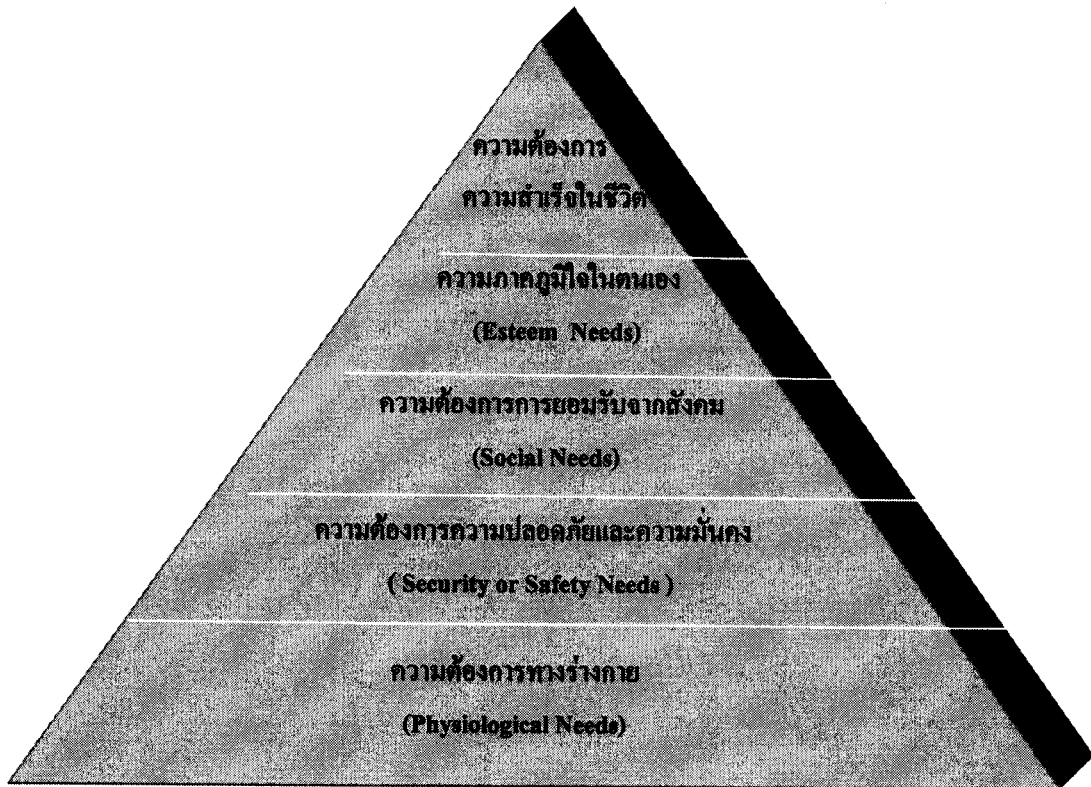 ความต้องการ
ความสำเร็จในชีวิต
ความภาคภูมิใจในตนเอง
(Esteem Needs)
ความต้องการการยอมรับจากสังคม
(Social Needs)
ความต้องการความปลอดภัยและความมั่นคง
( Security or Safety Needs )
ความต้องการทางร่างกาย
(Physiological Needs)